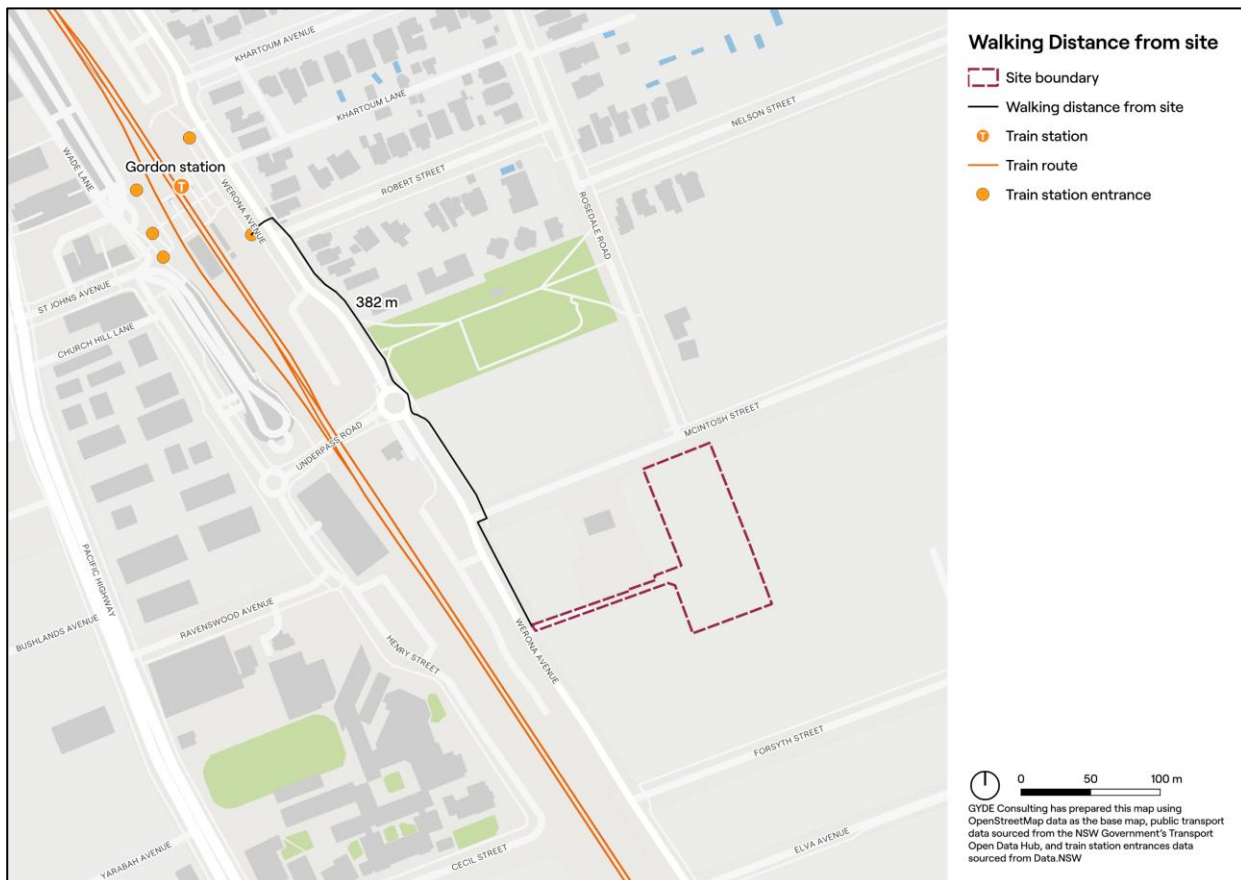 KHARTOUM AVENUE
KHARTOUM LANE
NELSON STREET
WADE LANE
Gordon station
T
WERONA AVENUE
ROBERT STREET
ROSEDALE ROAD
ST JOHNS AVENUE
CHURCH HILL LANE
382 m
MCINTOSH STREET
UNDERPASS ROAD
PACIFIC HIGHWAY
BUSHLANDS AVENUE
RAVENSWOOD AVENUE
HENRY STREET
WERONA AVENUE
FORSYTH STREET
ELVA AVENUE
YARABAH AVENUE
CECIL STREET
Walking Distance from site
Site boundary
Walking distance from site
T Train station
Train route
Train station entrance
0 50 100 m
GYDE Consulting has prepared this map using
OpenStreetMap data as the base map, public transport
data sourced from the NSW Government's Transport
Open Data Hub, and train station entrances data
sourced from Data.NSW